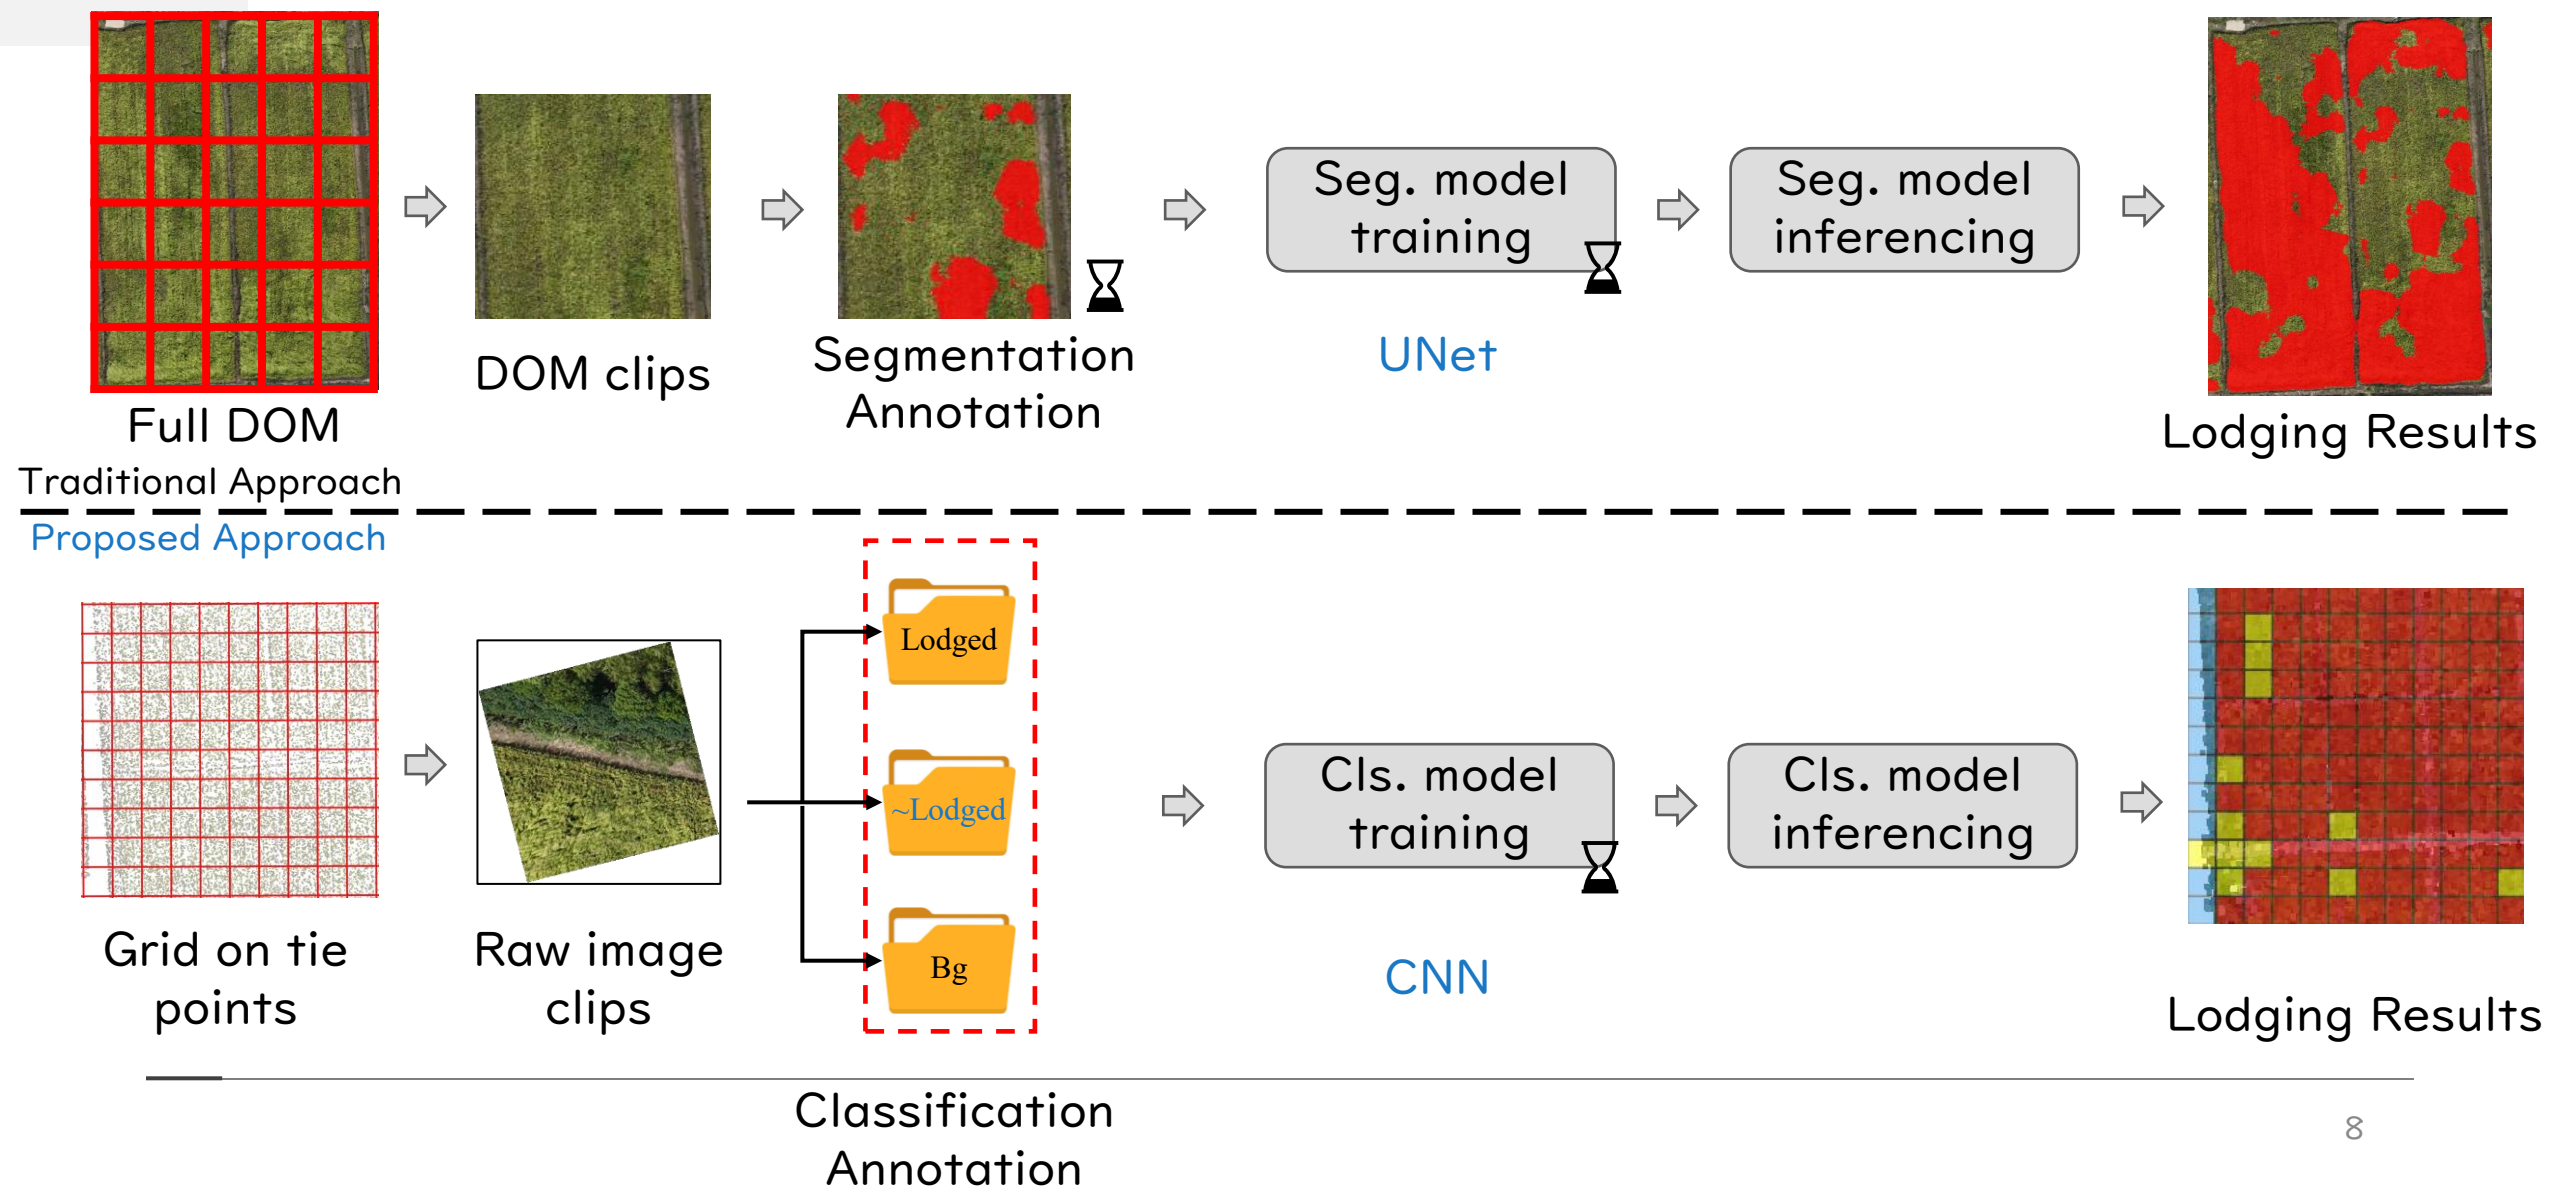 Full DOM
DOM clips
Segmentation
Annotation
Seg. model
training
UNet
Seg. model
inferencing
Lodging Results
Traditional Approach
Proposed Approach
Grid on tie
points
Raw image
clips
Lodged
~Lodged
Bg
Classification
Annotation
Cls. model
training
CNN
Cls. model
inferencing
Lodging Results
8